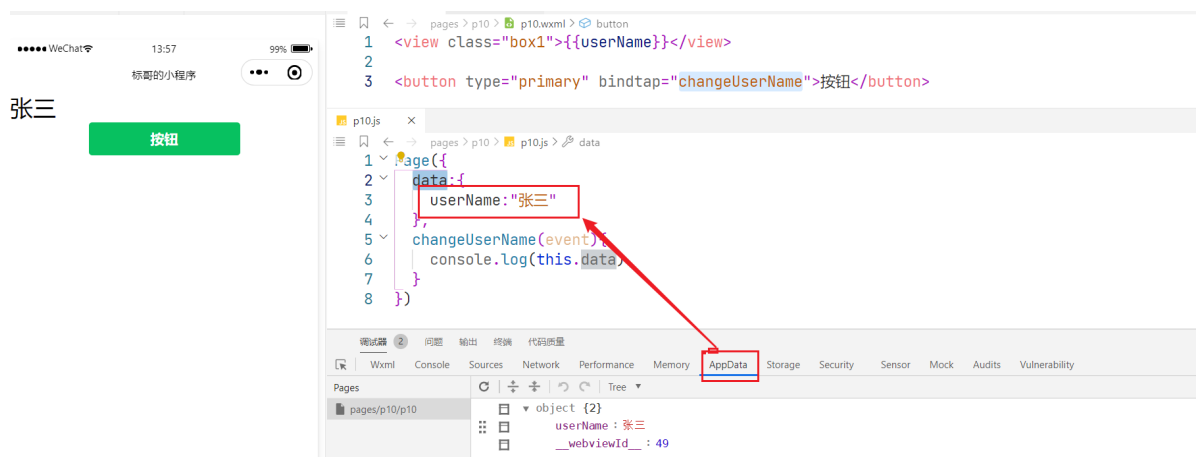 WeChat 13:57 99%
标哥的小程序
张三
按钮
pages > p10 > p10.wxml > button
1 <view class="box1">{{userName}}</view>
2
3 <button type="primary" bindtap="changeUserName">按钮</button>
p10.js
pages > p10 > p10.js > data
1 Page({
2 data:{
3 userName:"张三"
4 },
5 changeUserName(event){
6 console.log(this.data)
7 }
8 })
调试器 2 问题 输出 终端 代码质量
Wxml Console Sources Network Performance Memory AppData Storage Security Sensor Mock Audits Vulnerability
Pages Tree
pages/p10/p10
object {2}
userName : 张三
__webviewId__ : 49